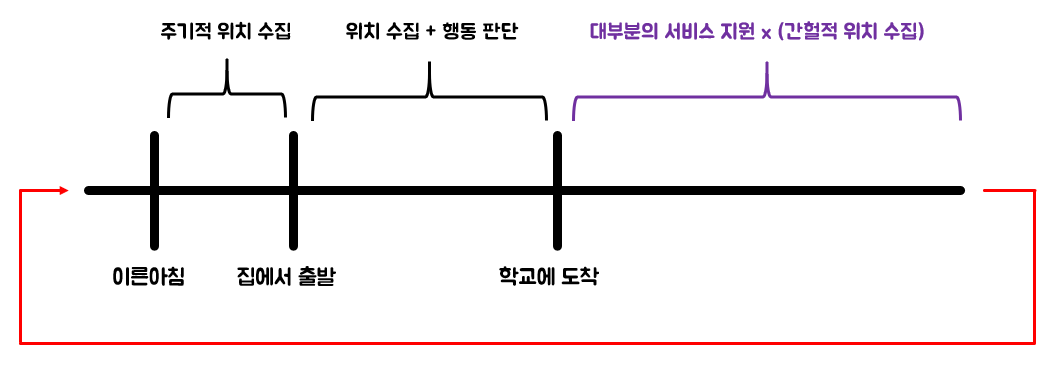 주기적 위치 수집
위치 수집 + 행동 판단
대부분의 서비스 지원 x (간헐적 위치 수집)
이른아침
집에서 출발
학교에 도착